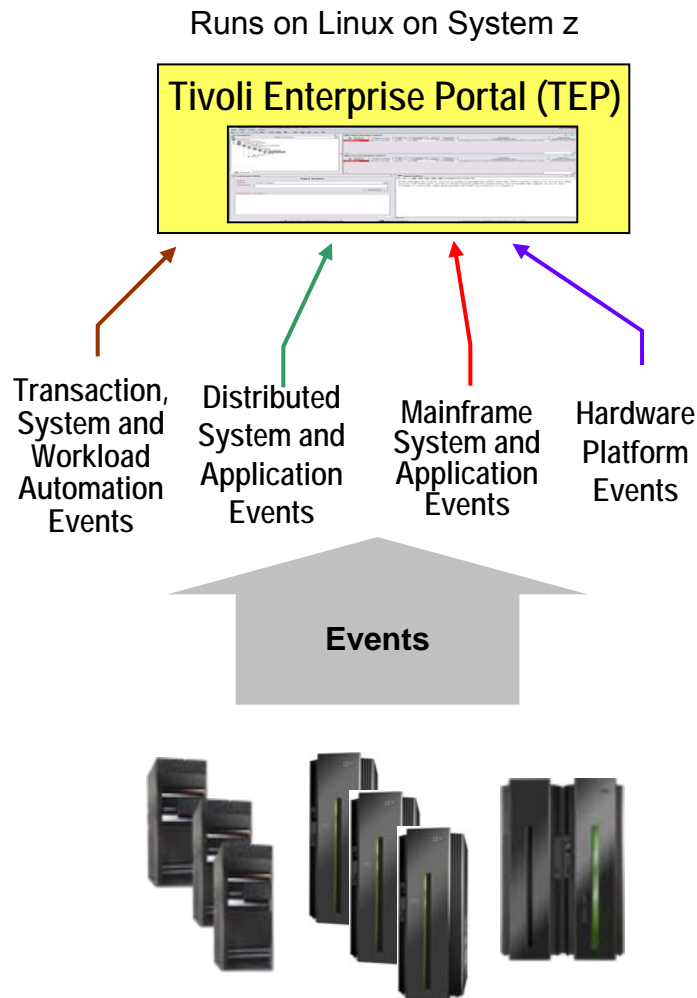 Runs on Linux on System z
Tivoli Enterprise Portal (TEP)
Transaction,
System and
Workload
Automation
Events
Distributed
System and
Application
Events
Mainframe
System and
Application
Events
Hardware
Platform
Events
Events